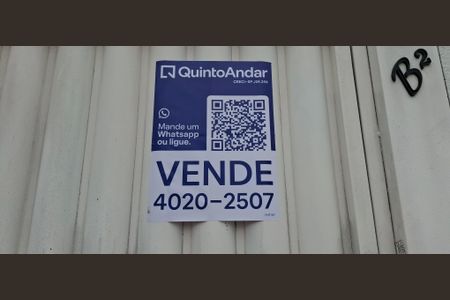 QuintoAndar
Mande um
Whatsapp
ou ligue.
VENDE
4020-2507
B2